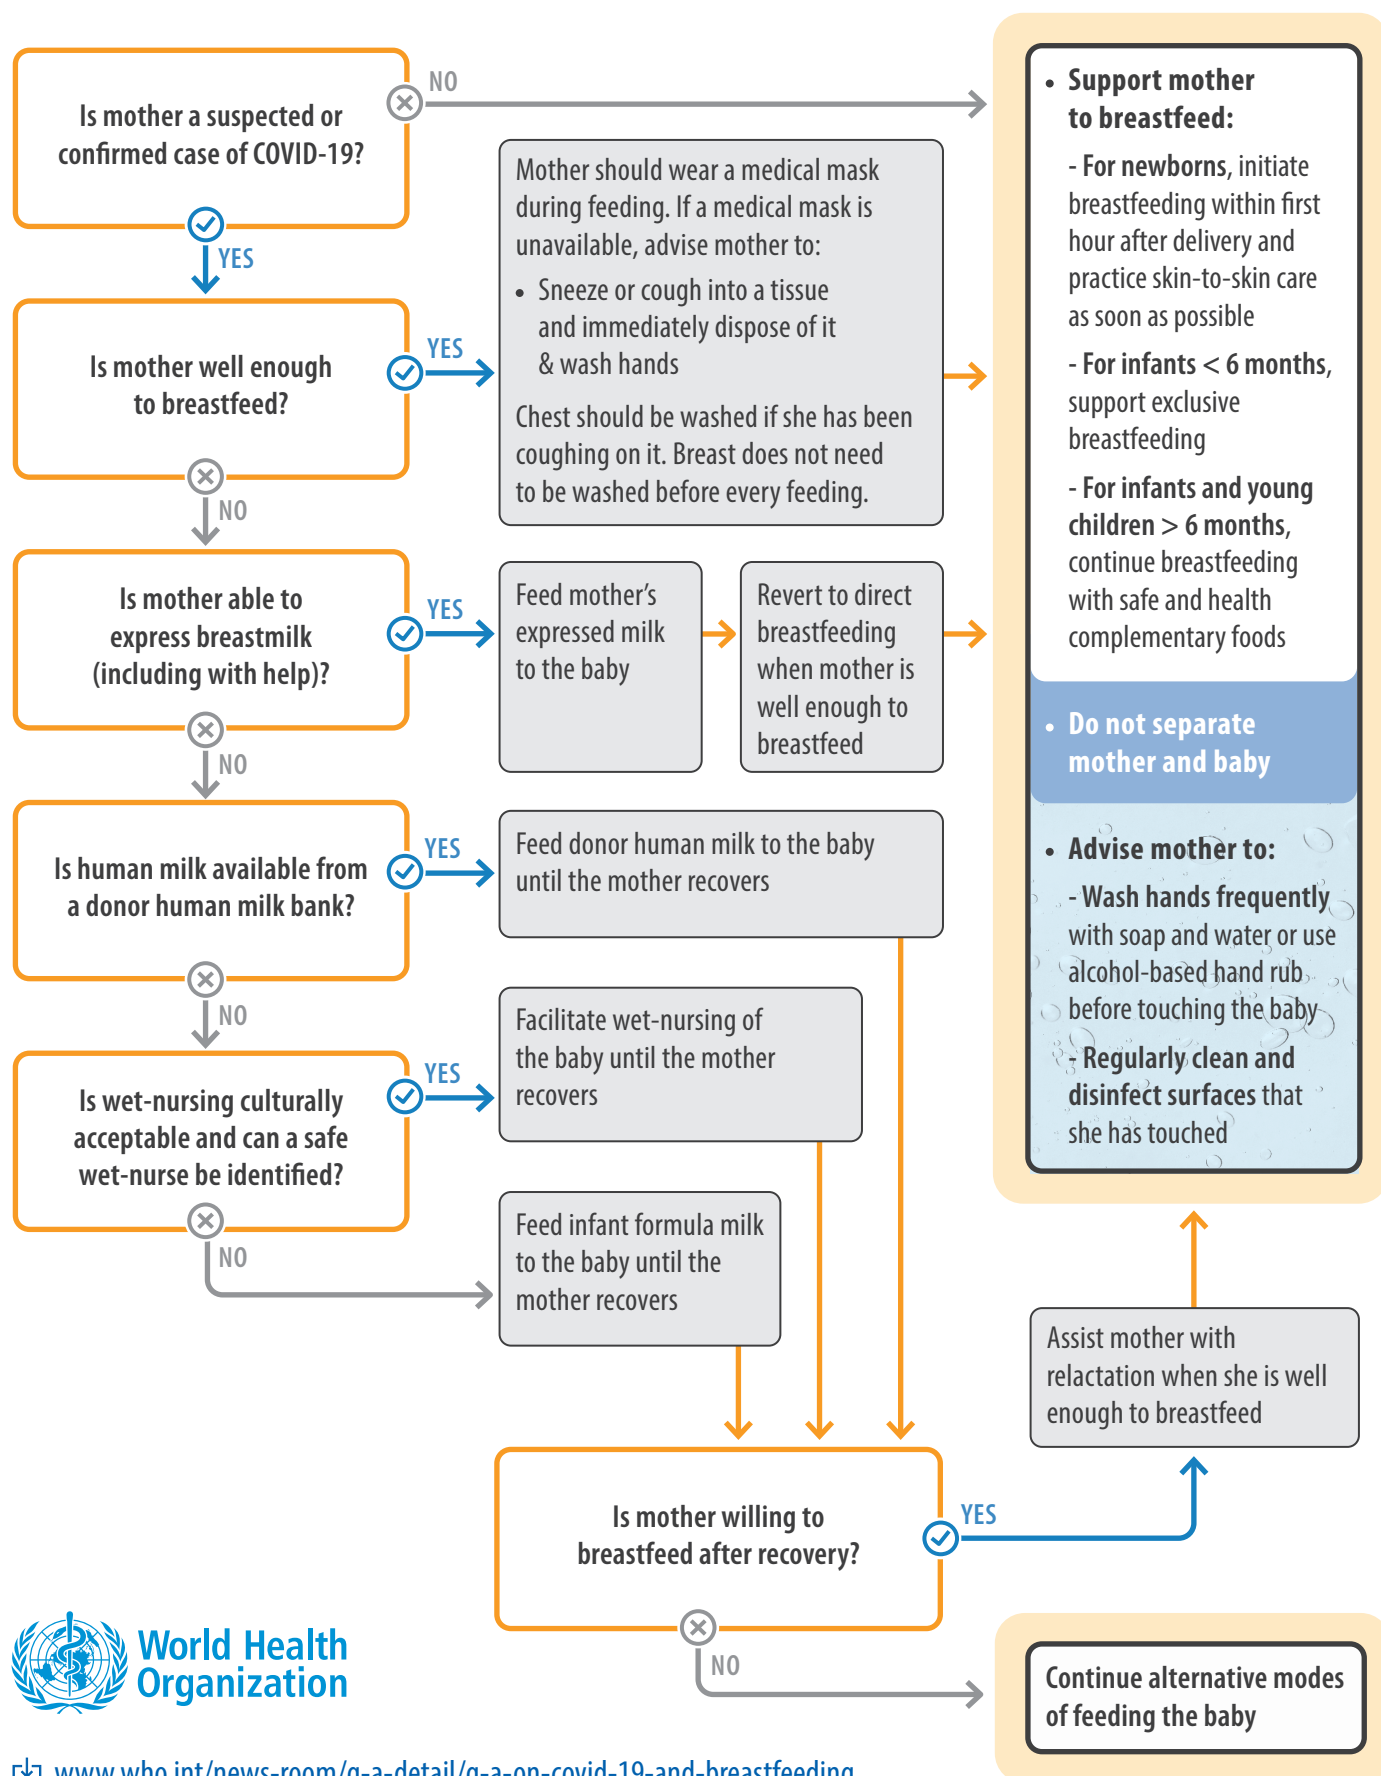 Is mother a suspected or
confirmed case of COVID-19?
NO
YES
Is mother well enough
to breastfeed?
YES
NO
Mother should wear a medical mask
during feeding. If a medical mask is
unavailable, advise mother to:
• Sneeze or cough into a tissue
and immediately dispose of it
& wash hands
Chest should be washed if she has been
coughing on it. Breast does not need
to be washed before every feeding.
Is mother able to
express breastmilk
(including with help)?
YES
NO
Feed mother’s
expressed milk
to the baby
Revert to direct
breastfeeding
when mother is
well enough to
breastfeed
Is human milk available from
a donor human milk bank?
YES
NO
Feed donor human milk to the baby
until the mother recovers
Is wet-nursing culturally
acceptable and can a safe
wet-nurse be identified?
YES
NO
Facilitate wet-nursing of
the baby until the mother
recovers
Feed infant formula milk
to the baby until the
mother recovers
Is mother willing to
breastfeed after recovery?
YES
NO
Assist mother with
relactation when she is well
enough to breastfeed
• Support mother
to breastfeed:
- For newborns, initiate
breastfeeding within first
hour after delivery and
practice skin-to-skin care
as soon as possible
- For infants < 6 months,
support exclusive
breastfeeding
- For infants and young
children > 6 months,
continue breastfeeding
with safe and health
complementary foods
• Do not separate
mother and baby
• Advise mother to:
- Wash hands frequently
with soap and water or use
alcohol-based hand rub
before touching the baby
- Regularly clean and
disinfect surfaces that
she has touched
Continue alternative modes
of feeding the baby
World Health
Organization
www.who.int/news-room/q-a-detail/q-a-on-covid-19-and-breastfeeding